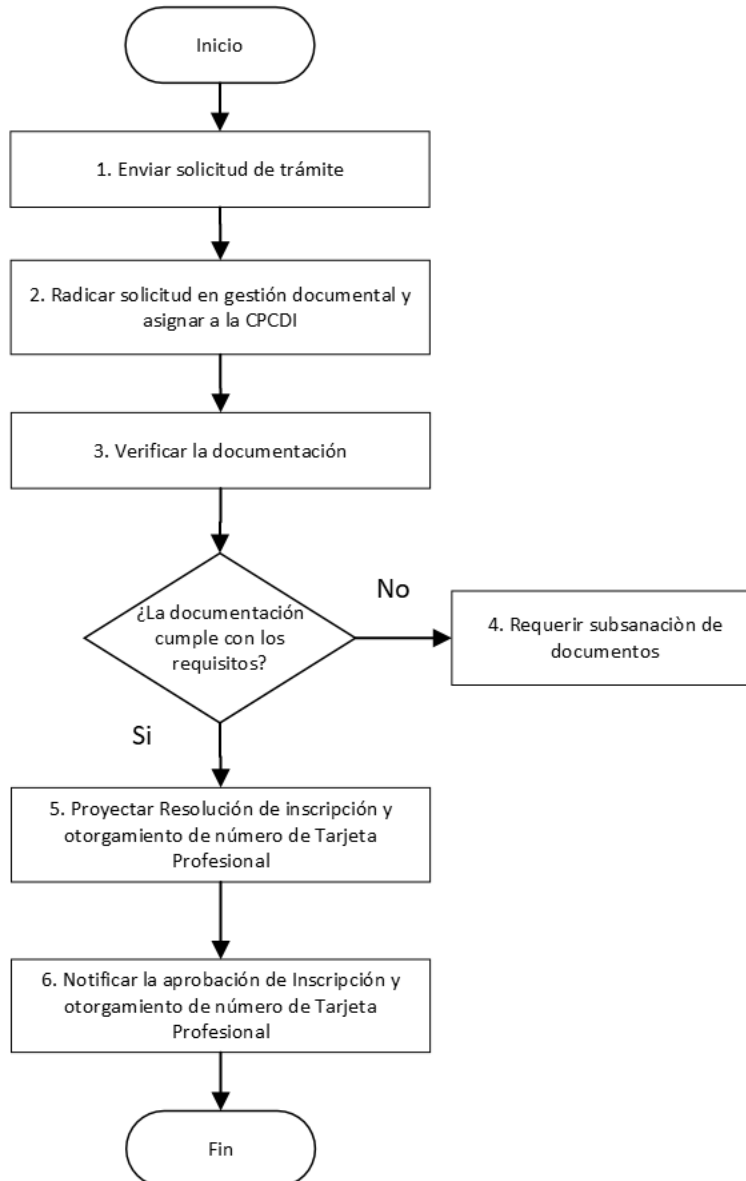 Inicio
1. Enviar solicitud de trámite
2. Radicar solicitud en gestión documental y
asignar a la CPCDI
3. Verificar la documentación
¿La documentación
cumple con los
requisitos?
No
4. Requerir subsanaciòn de
documentos
Si
5. Proyectar Resolución de inscripción y
otorgamiento de número de Tarjeta
Profesional
6. Notificar la aprobación de Inscripción y
otorgamiento de número de Tarjeta
Profesional
Fin